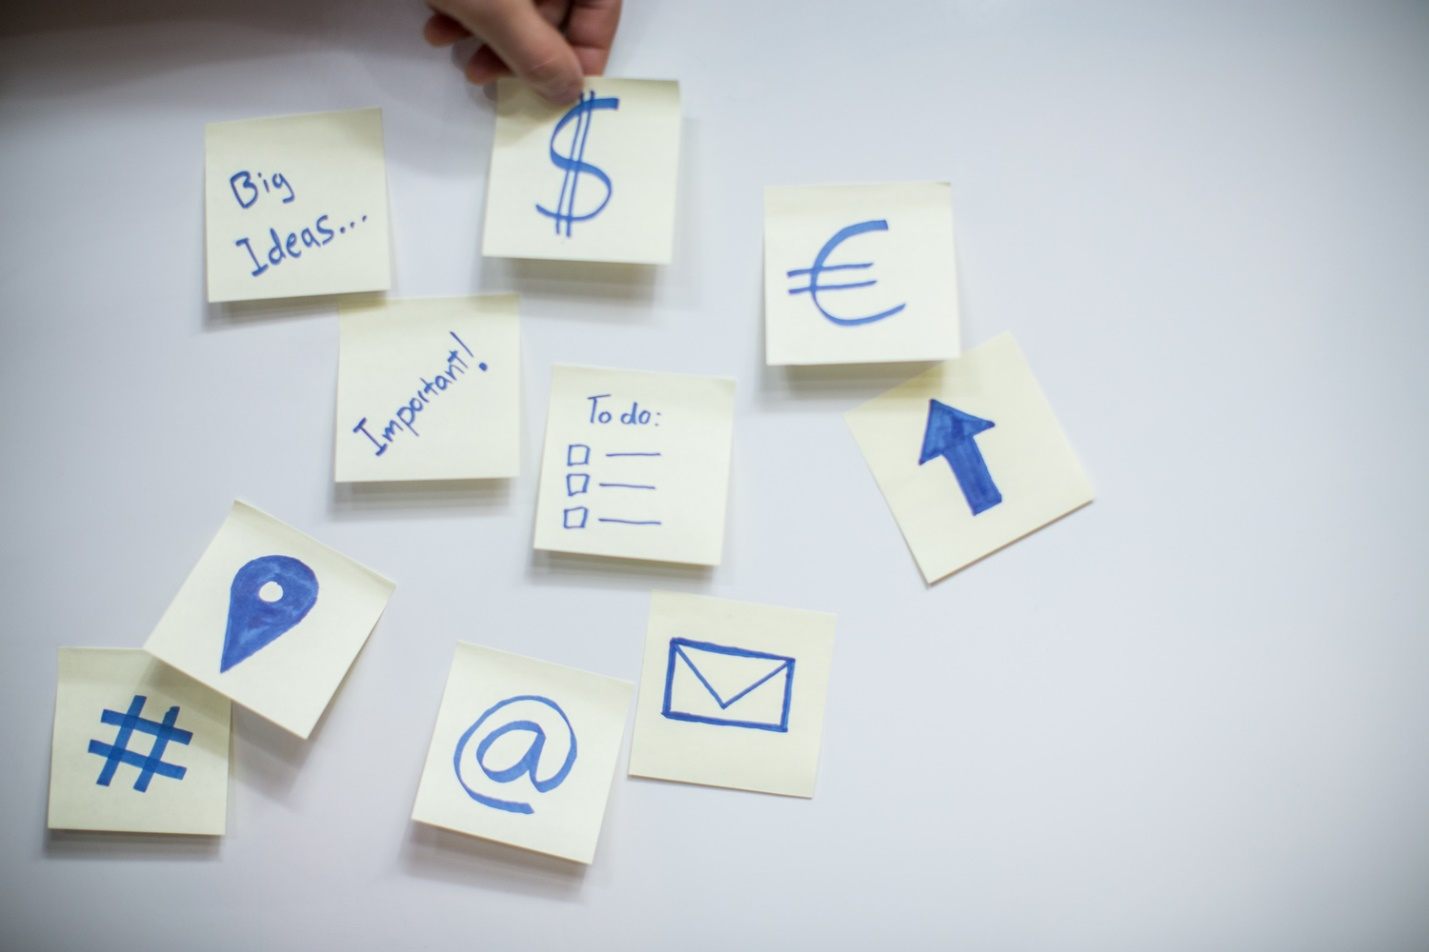 $
Big
Ideas...
€
Important!
To do:
#
@